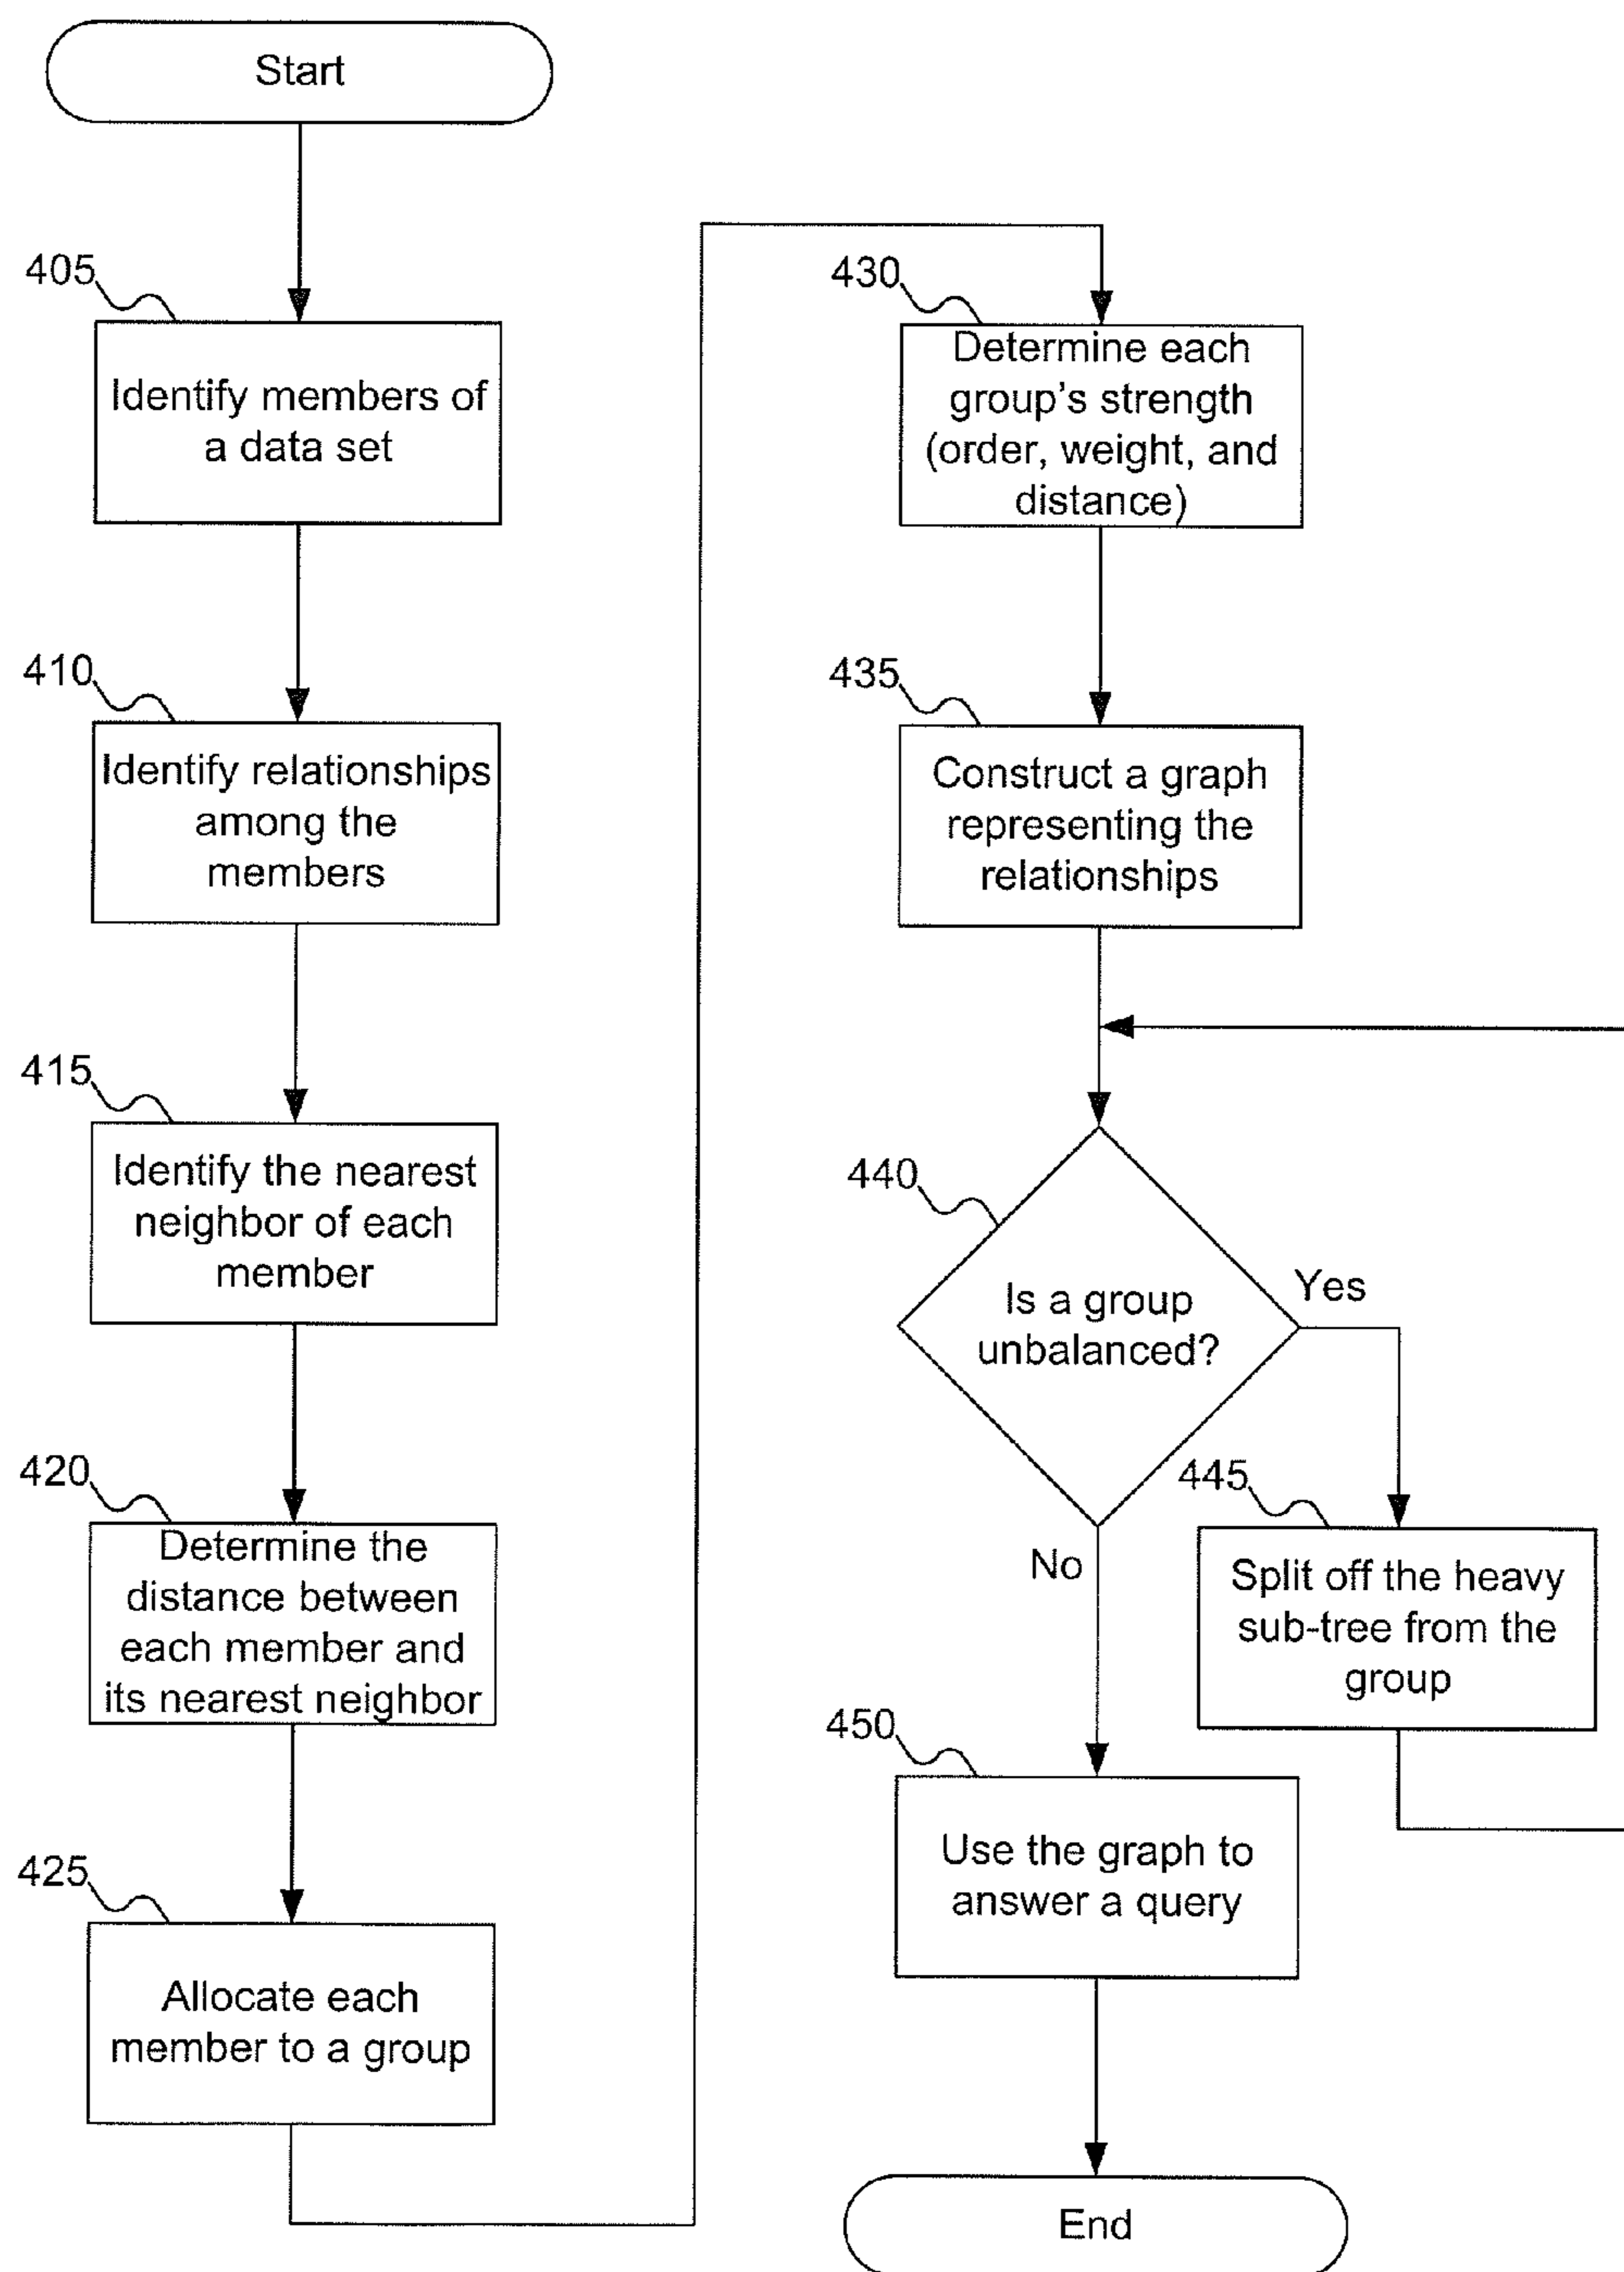 Start
405
Identify members of
a data set
410
Identify relationships
among the
members
415
Identify the nearest
neighbor of each
member
420
Determine the
distance between
each member and
its nearest neighbor
425
Allocate each
member to a group
430
Determine each
group's strength
(order, weight, and
distance)
435
Construct a graph
representing the
relationships
440
Is a group
unbalanced?
Yes
No
445
Split off the heavy
sub-tree from the
group
450
Use the graph to
answer a query
End